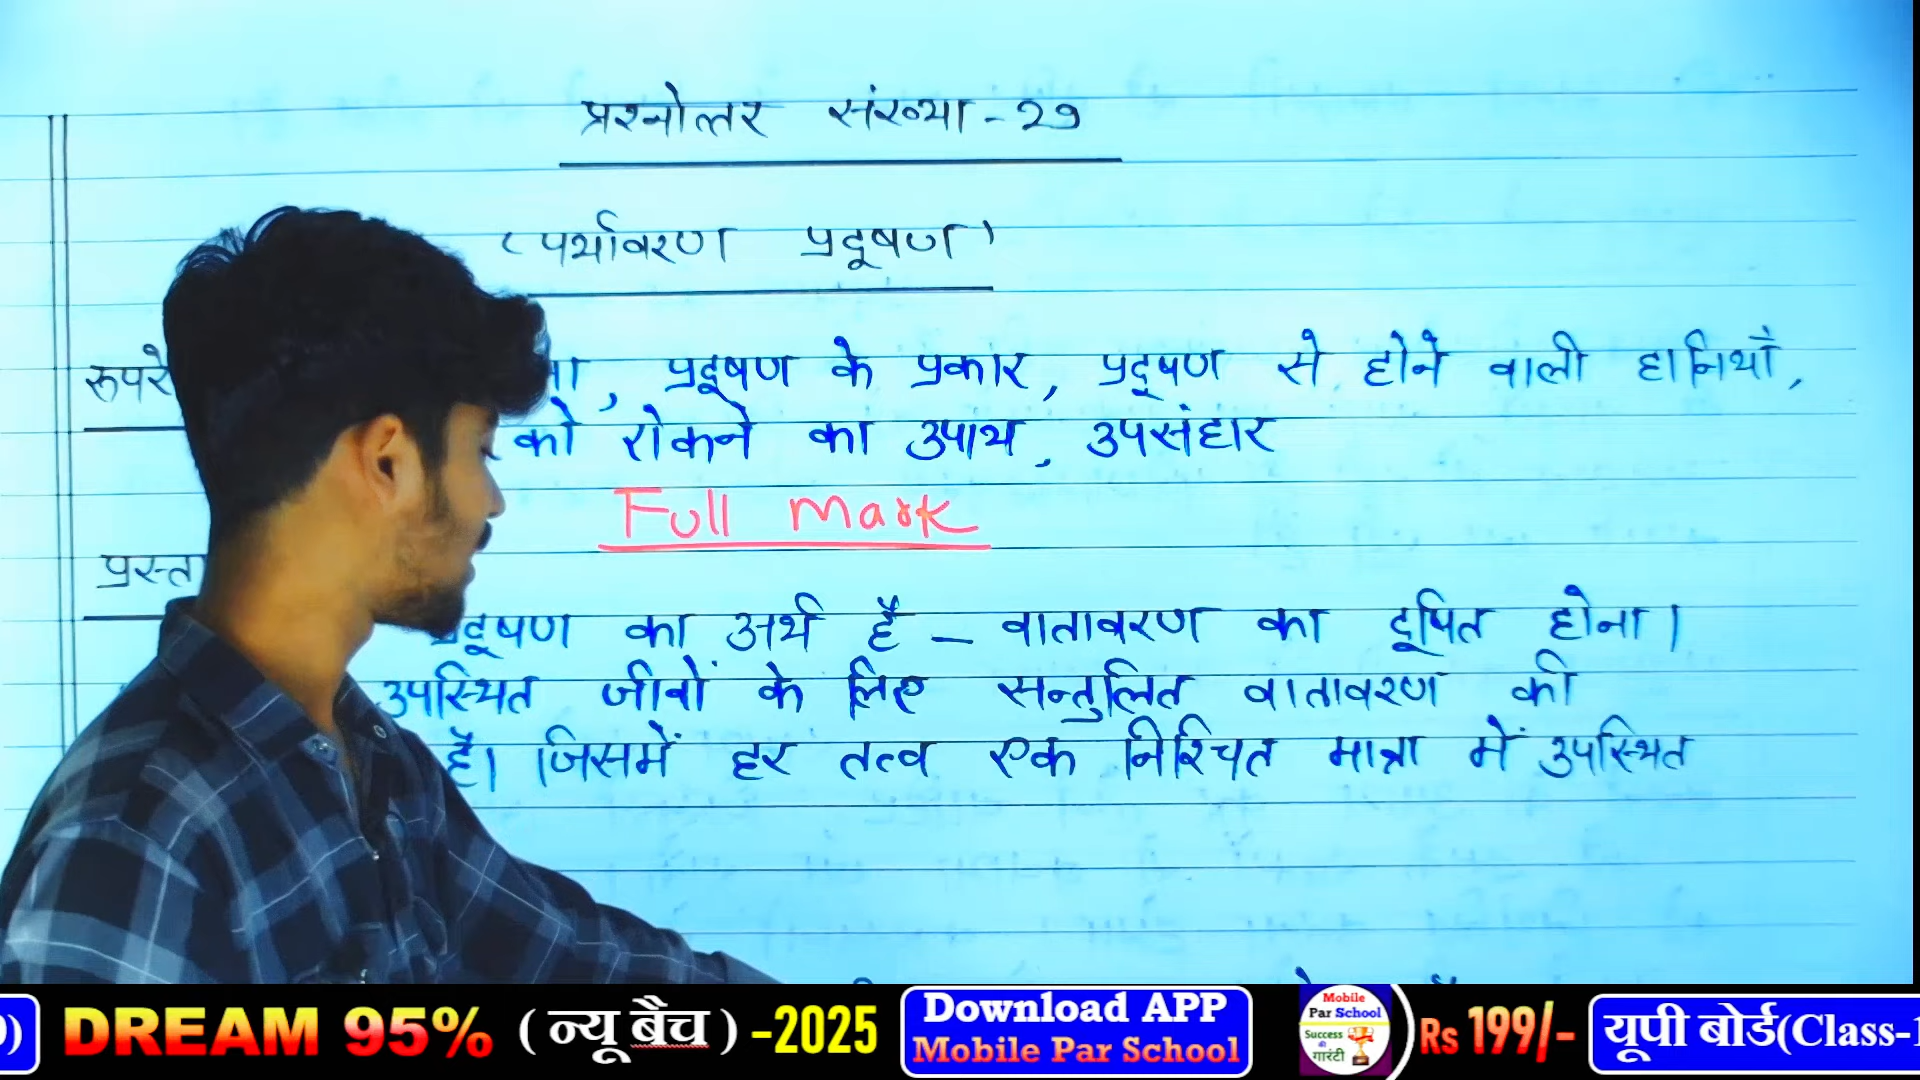 प्रश्नोत्तर संख्या - 29
(पर्यावरण प्रदूषण)
रूपरे , प्रदूषण के प्रकार, प्रदूषण से होने वाली हानियाँ,
को रोकने का उपाय, उपसंहार
Full Mark
प्रस्ता
प्रदूषण का अर्थ है – वातावरण का दूषित होना।
उपस्थित जीवों के लिए सन्तुलित वातावरण की
है। जिसमें हर तत्व एक निश्चित मात्रा में उपस्थित
DREAM 95% (न्यू बैच) -2025
Download APP
Mobile Par School
Mobile
Par School
Success
की
गारंटी
Rs 199/-
यूपी बोर्ड(Class-1